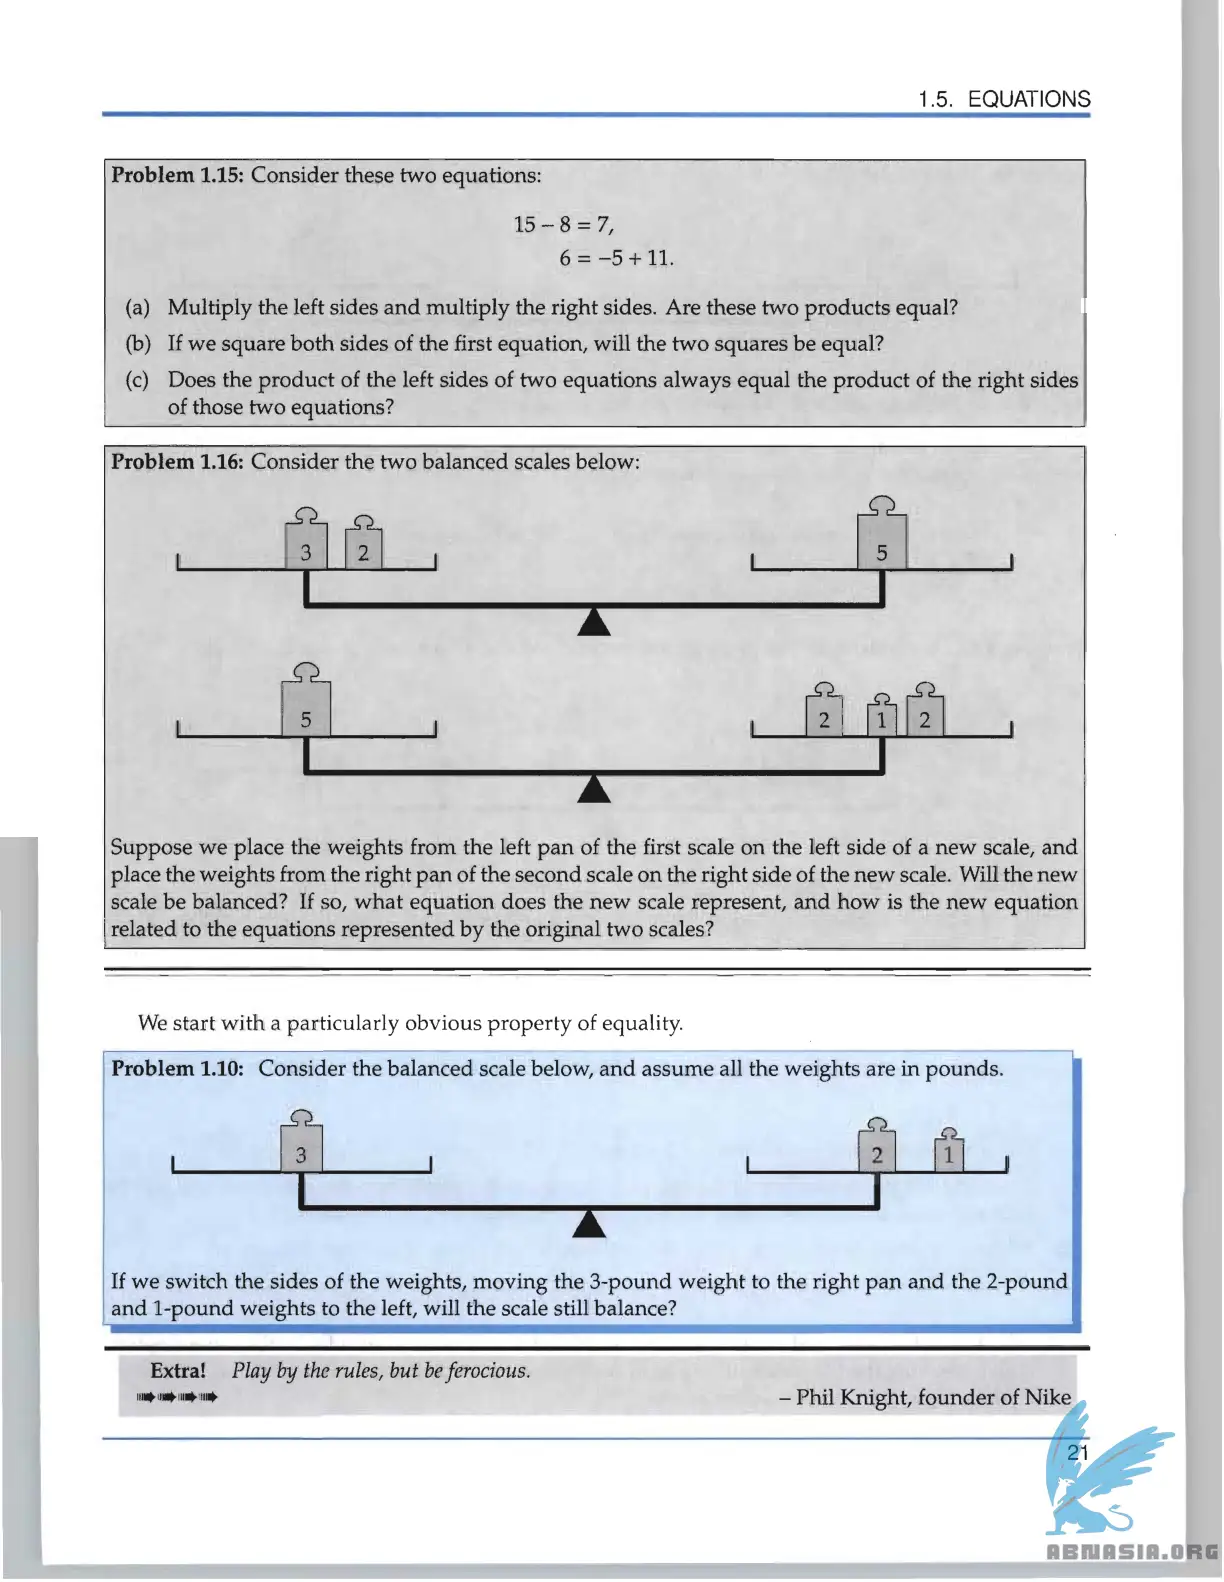 1.5. EQUATIONS
Problem 1.15: Consider these two equations:
15 – 8 = 7,
6 = –5 + 11.
(a) Multiply the left sides and multiply the right sides. Are these two products equal?
(b) If we square both sides of the first equation, will the two squares be equal?
(c) Does the product of the left sides of two equations always equal the product of the right sides
of those two equations?
Problem 1.16: Consider the two balanced scales below:
3 2 5
5 2 1 2
Suppose we place the weights from the left pan of the first scale on the left side of a new scale, and
place the weights from the right pan of the second scale on the right side of the new scale. Will the new
scale be balanced? If so, what equation does the new scale represent, and how is the new equation
related to the equations represented by the original two scales?
We start with a particularly obvious property of equality.
Problem 1.10: Consider the balanced scale below, and assume all the weights are in pounds.
3 2 1
If we switch the sides of the weights, moving the 3-pound weight to the right pan and the 2-pound
and 1-pound weights to the left, will the scale still balance?
Extra! Play by the rules, but be ferocious.
– Phil Knight, founder of Nike
21
ABNASIA.ORG